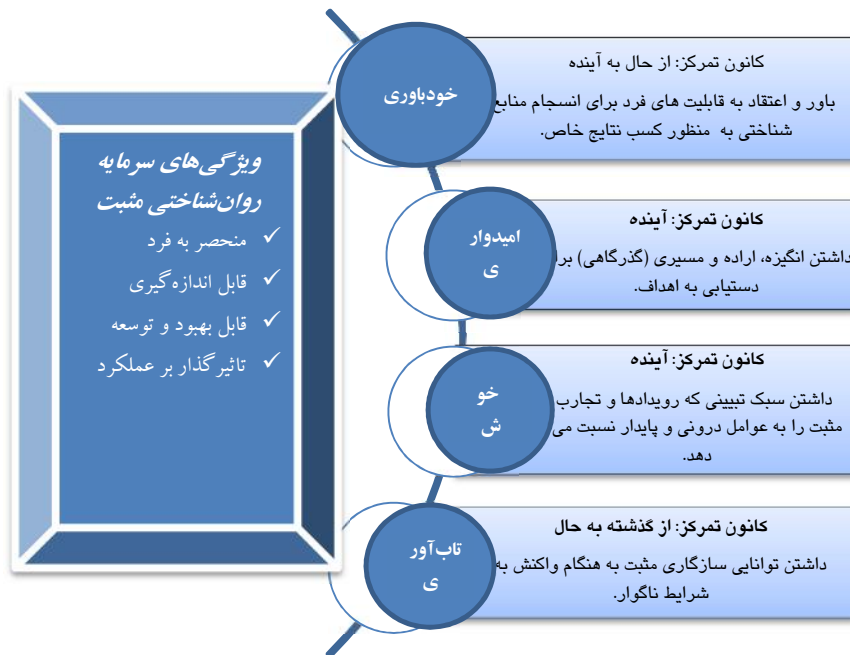 ویژگی‌های سرمایه
روان‌شناختی مثبت
✓ منحصر به فرد
✓ قابل اندازه‌گیری
✓ قابل بهبود و توسعه
✓ تاثیرگذار بر عملکرد
خودباوری
کانون تمرکز: از حال به آینده
باور و اعتقاد به قابلیت های فرد برای انسجام منابع
شناختی به منظور کسب نتایج خاص.
امیدوار
ی
کانون تمرکز: آینده
داشتن انگیزه، اراده و مسیری (گذرگاهی) برا
دستیابی به اهداف.
خو
ش
کانون تمرکز: آینده
داشتن سبک تبیینی که رویدادها و تجارب
مثبت را به عوامل درونی و پایدار نسبت می
دهد.
تاب‌آور
ی
کانون تمرکز: از گذشته به حال
داشتن توانایی سازگاری مثبت به هنگام واکنش به
شرایط ناگوار.